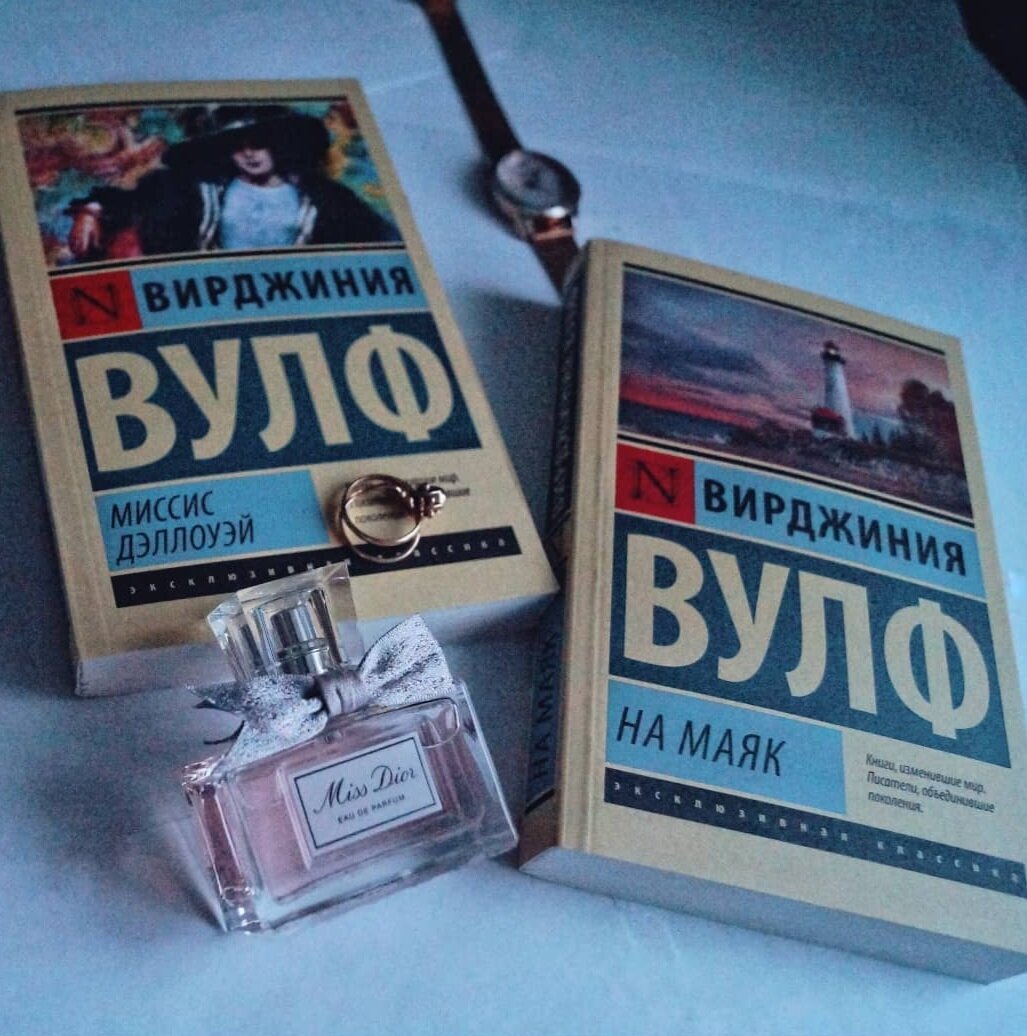 N ВИРДЖИНИЯ
ВУЛФ
МИССИС
ДЭЛЛОУЭЙ
эксклюзивная классика
N ВИРДЖИНИЯ
ВУЛФ
НА МАЯК
Книги, изменившие мир.
Писатели, объединившие
поколения.
эксклюзивная классика
НА МАЯК
Miss Dior
EAU DE PARFUM